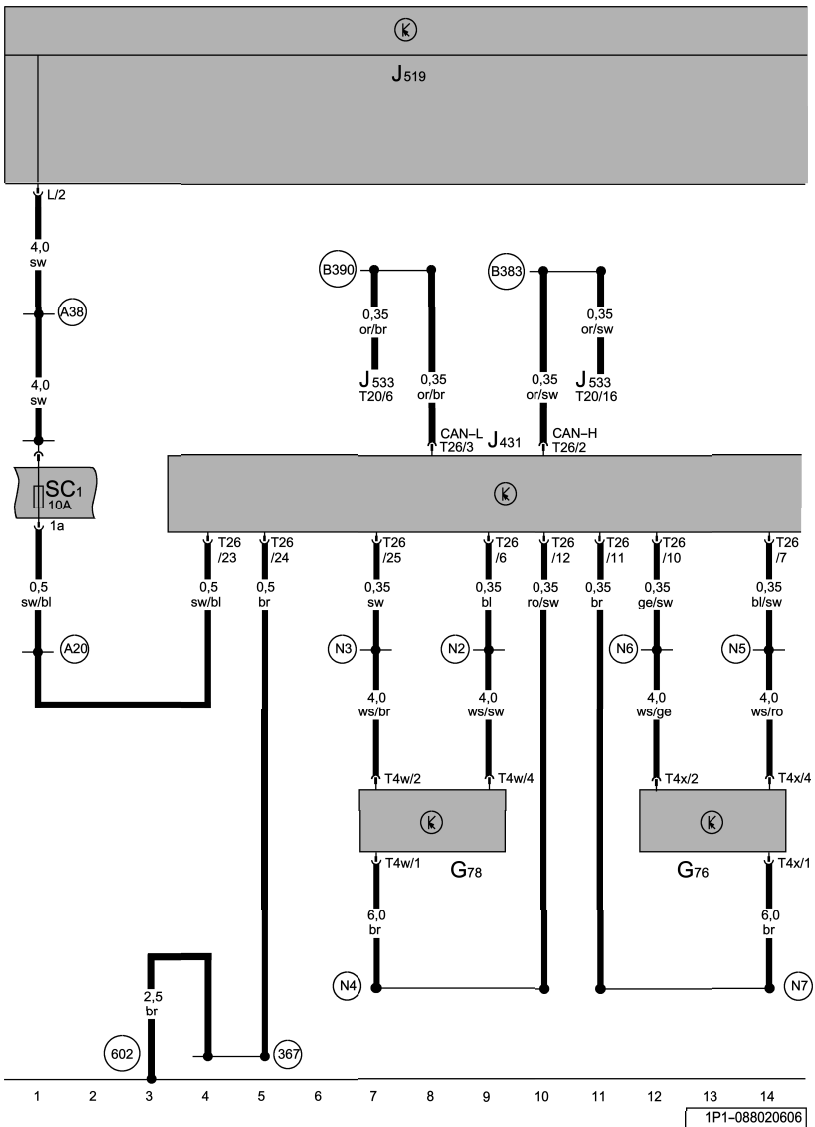 J519
L/2
4,0
sw
A38
4,0
sw
B390
B383
0,35
or/br
0,35
or/sw
J533
T20/6
0,35
or/br
0,35
or/sw
J533
T20/16
CAN-L
T26/3
J431
CAN-H
T26/2
SC1
10A
1a
T26
/23
T26
/24
T26
/25
T26
/6
T26
/12
T26
/11
T26
/10
T26
/7
0,5
sw/bl
0,5
sw/bl
0,5
br
0,35
sw
0,35
bl
0,35
ro/sw
0,35
br
0,35
ge/sw
0,35
bl/sw
A20
N3
N2
N6
N5
4,0
ws/br
4,0
ws/sw
4,0
ws/ge
4,0
ws/ro
T4w/2
T4w/4
T4x/2
T4x/4
T4w/1
G78
G76
T4x/1
6,0
br
6,0
br
N4
N7
2,5
br
602
367
1 2 3 4 5 6 7 8 9 10 11 12 13 14
1P1-088020606